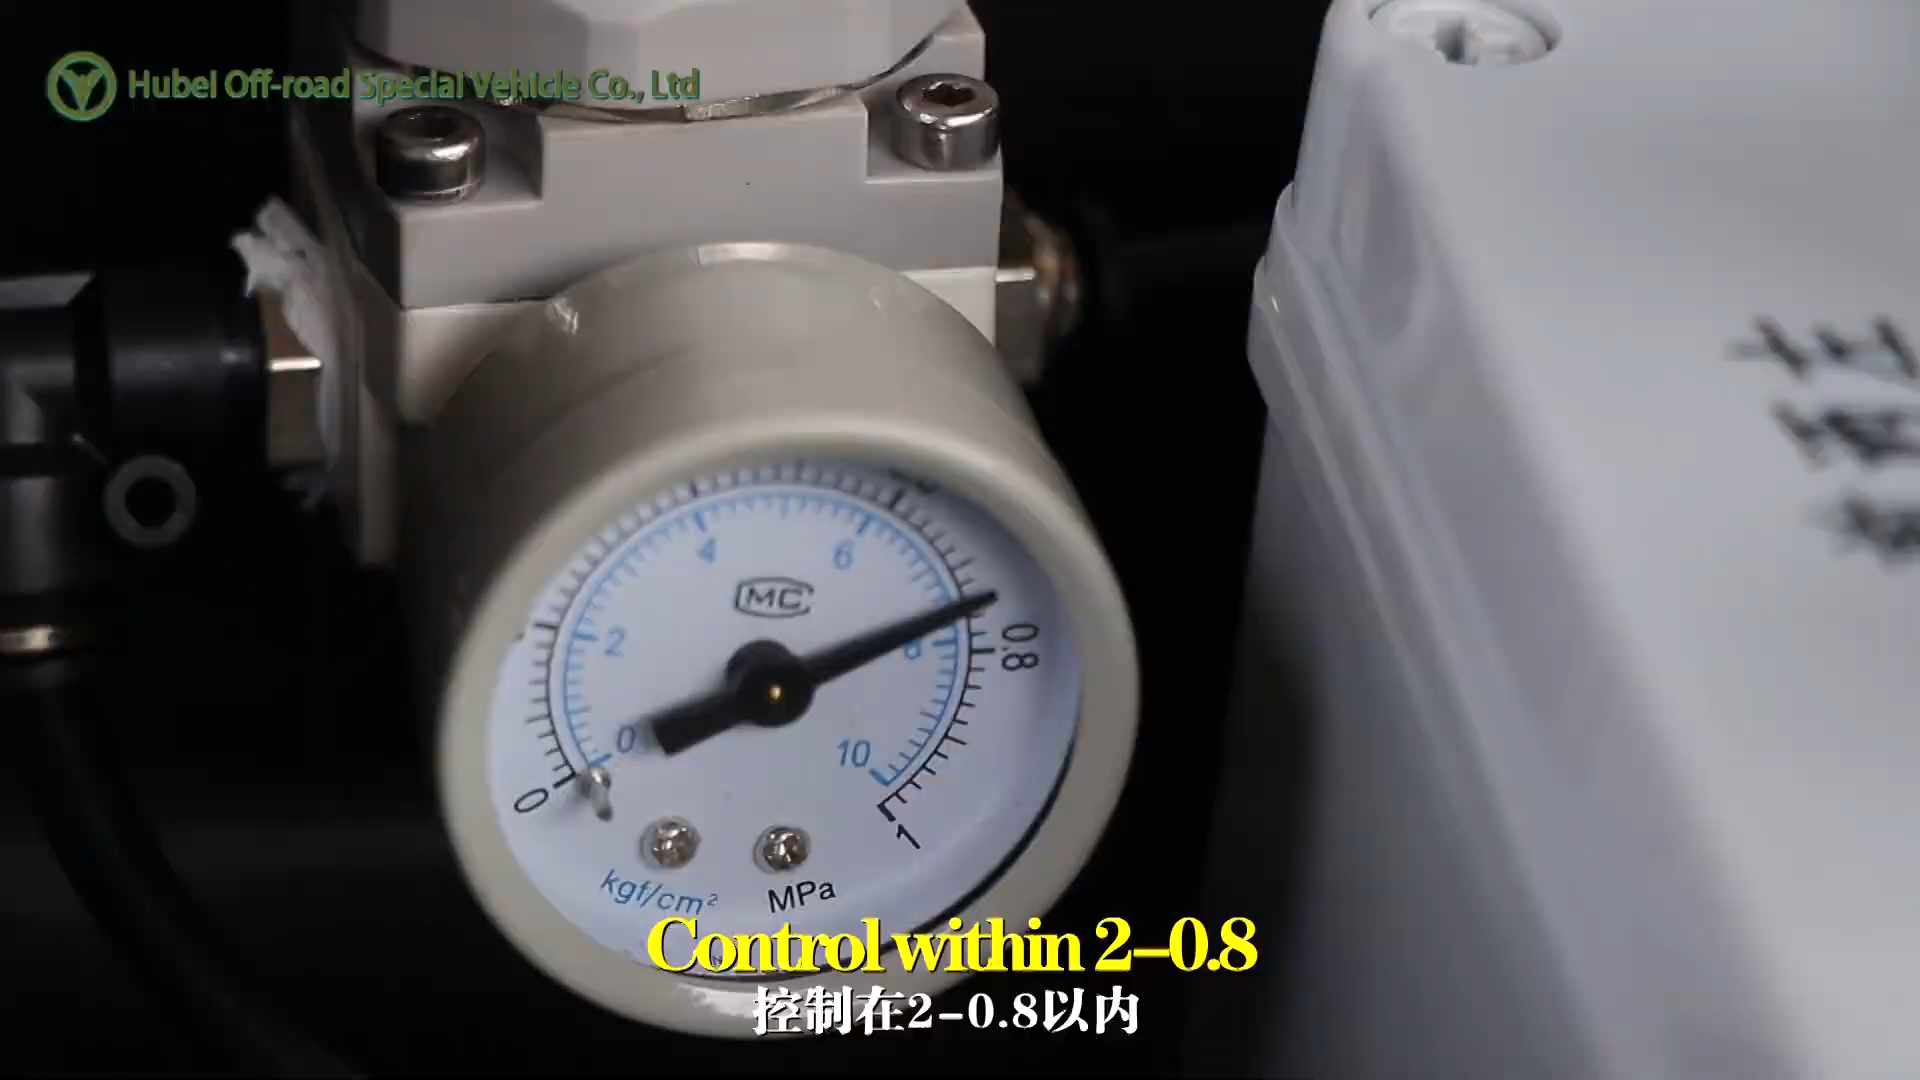 Hubei Off-road Special Vehicle Co., Ltd
4
6
MC
2
0.8
8
0
10
0
1
kgf/cm²
MPa
Control within 2-0.8
控制在2-0.8以内